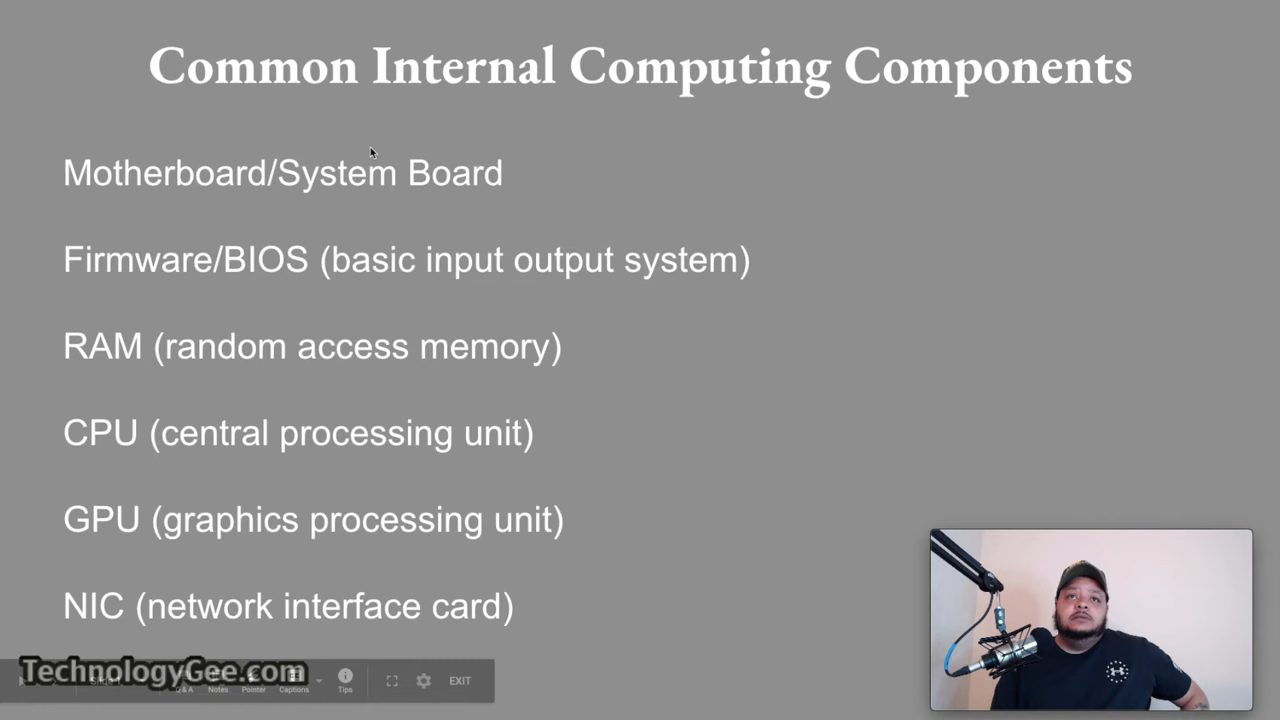 Common Internal Computing Components
Motherboard/System Board
Firmware/BIOS (basic input output system)
RAM (random access memory)
CPU (central processing unit)
GPU (graphics processing unit)
NIC (network interface card)
TechnologyGee.com
Q & A Notes Pointer Captions Tips EXIT